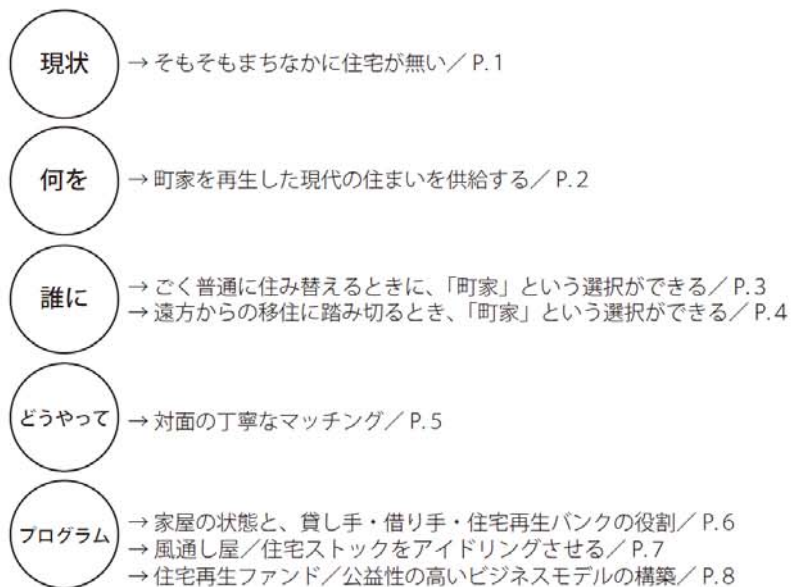 現状
→ そもそもまちなかに住宅が無い／ P. 1
何を
→ 町家を再生した現代の住まいを供給する／ P. 2
誰に
→ ごく普通に住み替えるときに、「町家」という選択ができる／ P. 3
→ 遠方からの移住に踏み切るとき、「町家」という選択ができる／ P. 4
どうやって
→ 対面の丁寧なマッチング／ P. 5
プログラム
→ 家屋の状態と、貸し手・借り手・住宅再生バンクの役割／ P. 6
→ 風通し屋／住宅ストックをアイドリングさせる／ P. 7
→ 住宅再生ファンド／公益性の高いビジネスモデルの構築／ P. 8